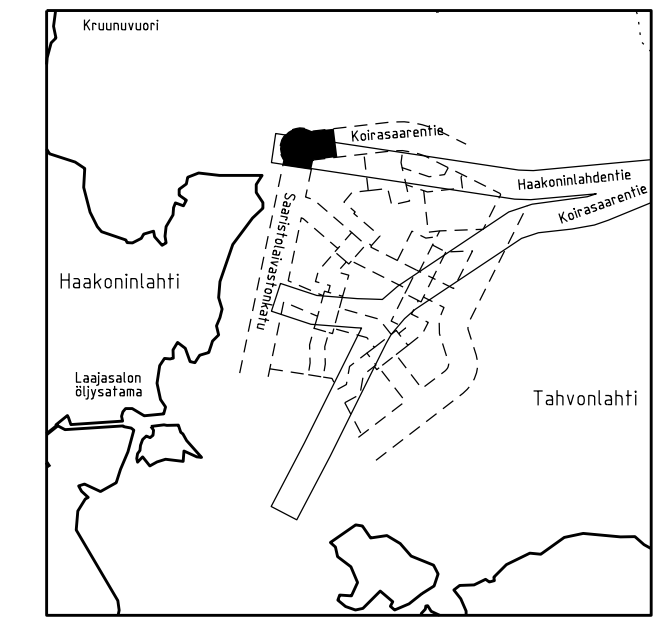 Kruunuvuori
Koirasaarentie
Haakoninlahdentie
Koirasaarentie
Saaristolaivastonkatu
Haakoninlahti
Laajasalon
öljysatama
Tahvonlahti